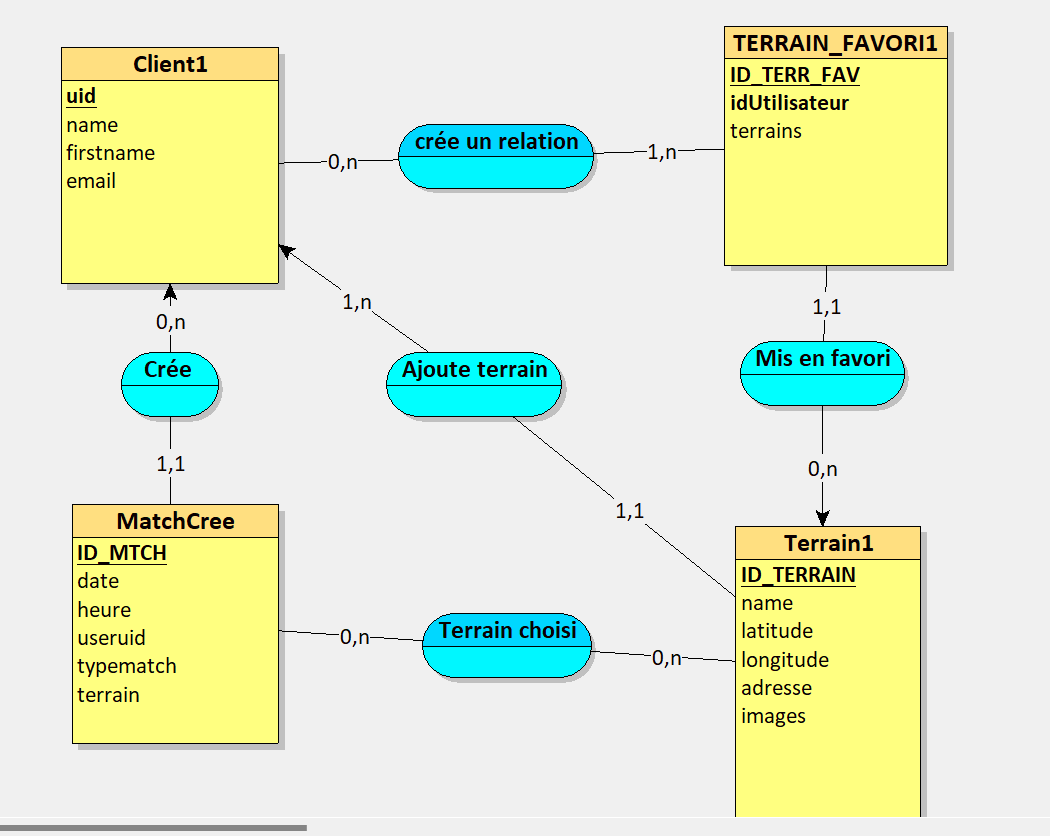 Client1
uid
name
firstname
email
0,n
crée un relation
1,n
TERRAIN_FAVORI1
ID_TERR_FAV
idUtilisateur
terrains
0,n
Crée
1,1
1,n
Ajoute terrain
1,1
1,1
Mis en favori
0,n
MatchCree
ID_MTCH
date
heure
useruid
typematch
terrain
0,n
Terrain choisi
0,n
Terrain1
ID_TERRAIN
name
latitude
longitude
adresse
images